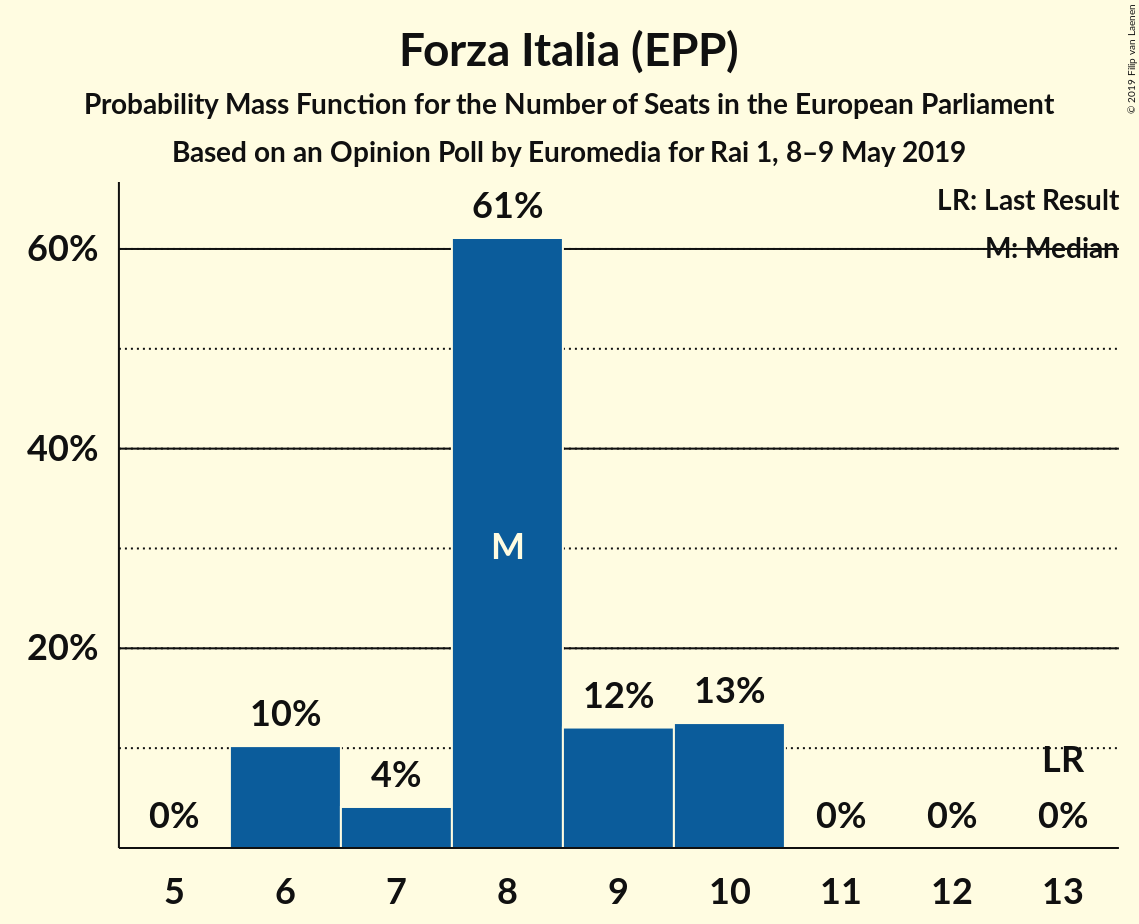 Forza Italia (EPP)
Probability Mass Function for the Number of Seats in the European Parliament
Based on an Opinion Poll by Euromedia for Rai 1, 8–9 May 2019
© 2019 Filip van Laenen
LR: Last Result
M: Median
60%
40%
20%
0%
10%
4%
61%
M
12%
13%
0%
0%
LR
0%
5 6 7 8 9 10 11 12 13